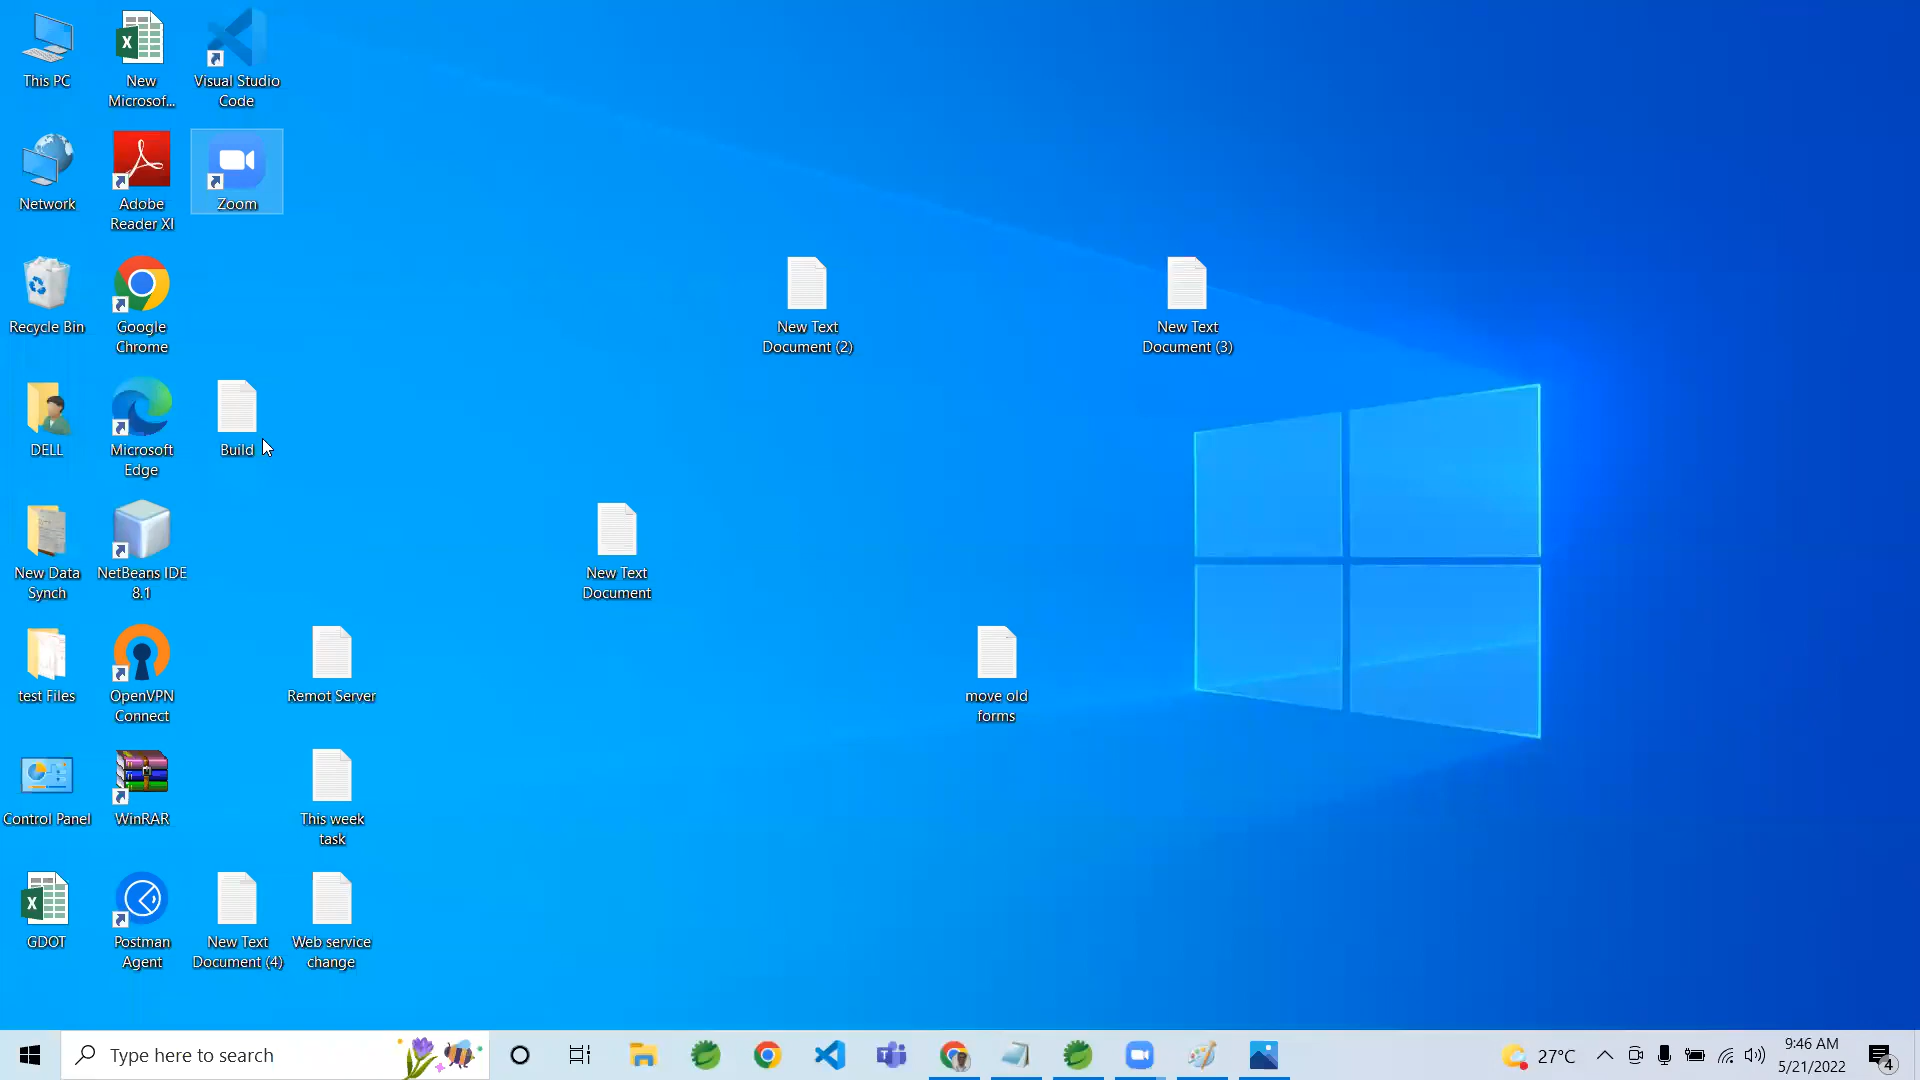 This PC
New
Microsof...
Visual Studio
Code
Network
Adobe
Reader XI
Zoom
Recycle Bin
Google
Chrome
New Text
Document (2)
New Text
Document (3)
DELL
Microsoft
Edge
Build
New Data
Synch
NetBeans IDE
8.1
New Text
Document
test Files
OpenVPN
Connect
Remot Server
move old
forms
Control Panel
WinRAR
This week
task
GDOT
Postman
Agent
New Text
Document (4)
Web service
change
Type here to search
27°C
9:46 AM
5/21/2022
4